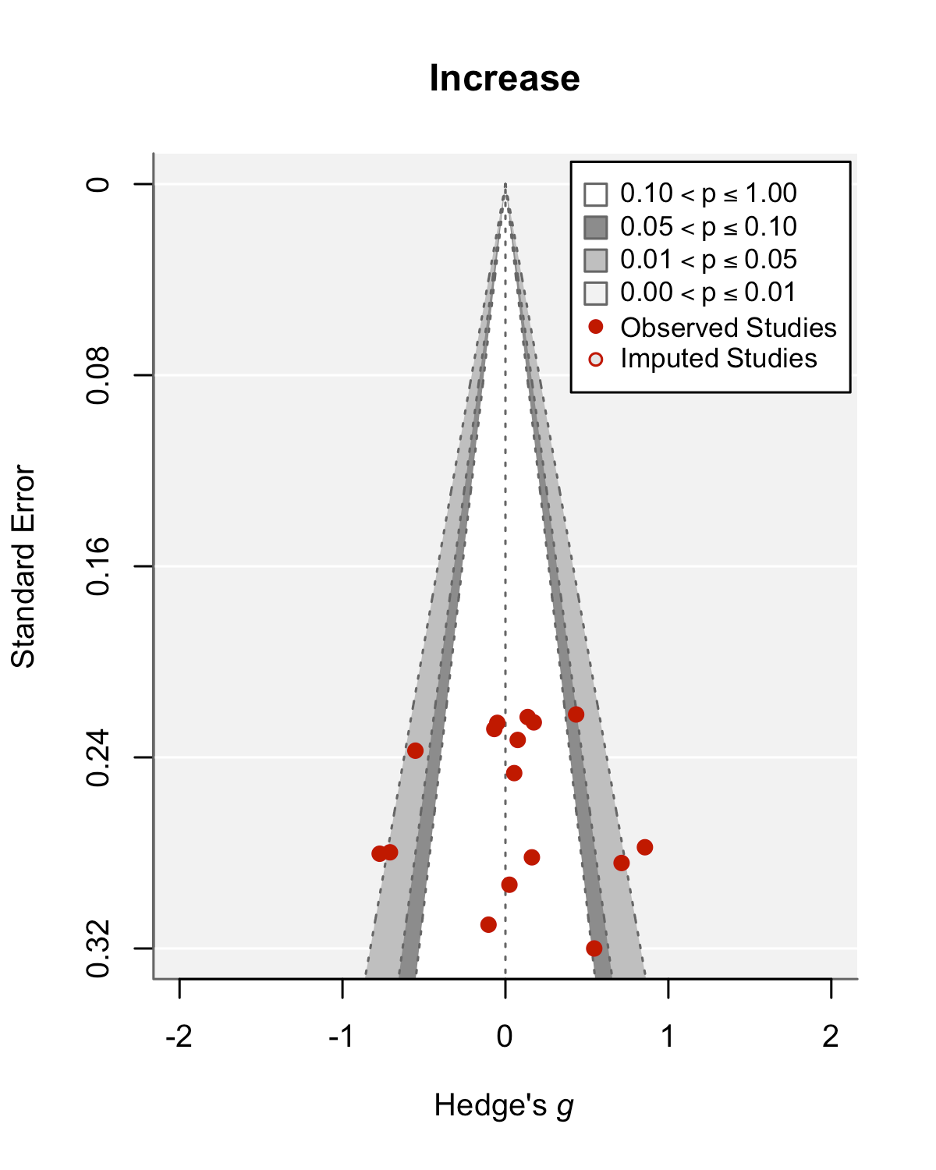 Increase
0.10 < p ≤ 1.00
0.05 < p ≤ 0.10
0.01 < p ≤ 0.05
0.00 < p ≤ 0.01
Observed Studies
Imputed Studies
0
0.08
0.16
0.24
0.32
Standard Error
-2
-1
0
1
2
Hedge's g